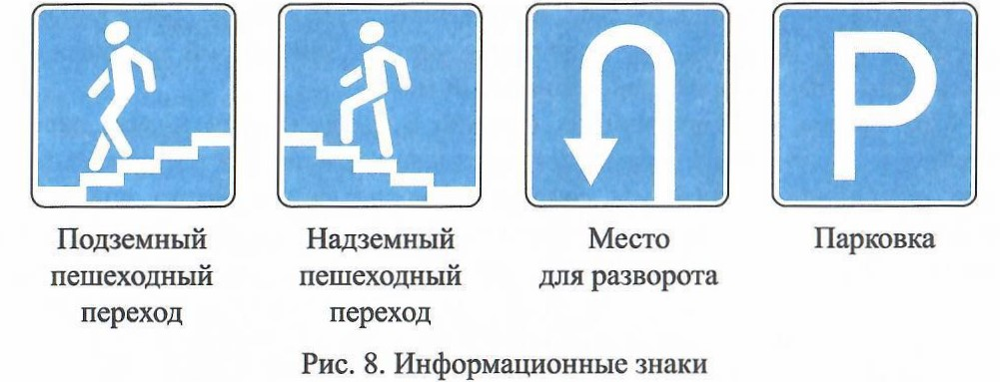 P
Подземный
пешеходный
переход
Надземный
пешеходный
переход
Место
для разворота
Парковка
Рис. 8. Информационные знаки